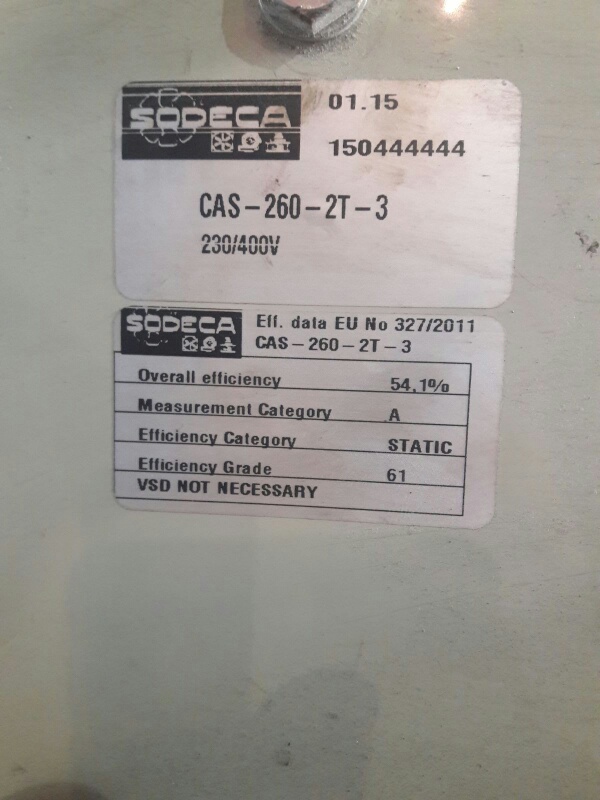 SODECA
01.15
150444444
CAS-260-2T-3
230/400V
SODECA
Eff. data EU No 327/2011
CAS-260-2T-3
Overall efficiency 54,1%
Measurement Category A
Efficiency Category STATIC
Efficiency Grade 61
VSD NOT NECESSARY